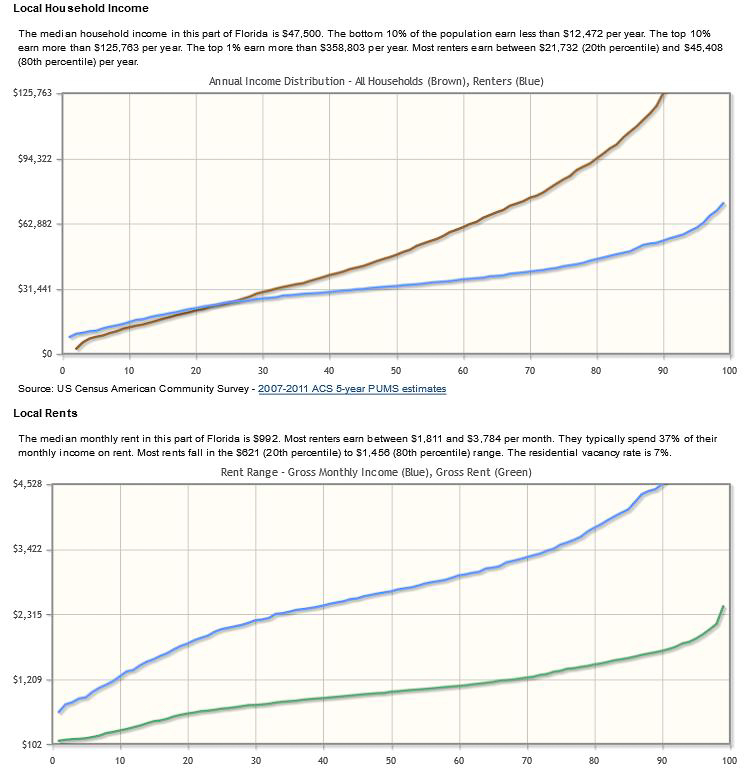 Local Household Income
The median household income in this part of Florida is $47,500. The bottom 10% of the population earn less than $12,472 per year. The top 10%
earn more than $125,763 per year. The top 1% earn more than $358,803 per year. Most renters earn between $21,732 (20th percentile) and $45,408
(80th percentile) per year.
Annual Income Distribution - All Households (Brown), Renters (Blue)
$125,763
$94,322
$62,882
$31,441
$0
0 10 20 30 40 50 60 70 80 90 100
Source: US Census American Community Survey - 2007-2011 ACS 5-year PUMS estimates
Local Rents
The median monthly rent in this part of Florida is $992. Most renters earn between $1,811 and $3,784 per month. They typically spend 37% of their
monthly income on rent. Most rents fall in the $621 (20th percentile) to $1,456 (80th percentile) range. The residential vacancy rate is 7%.
Rent Range - Gross Monthly Income (Blue), Gross Rent (Green)
$4,528
$3,422
$2,315
$1,209
$102
0 10 20 30 40 50 60 70 80 90 100